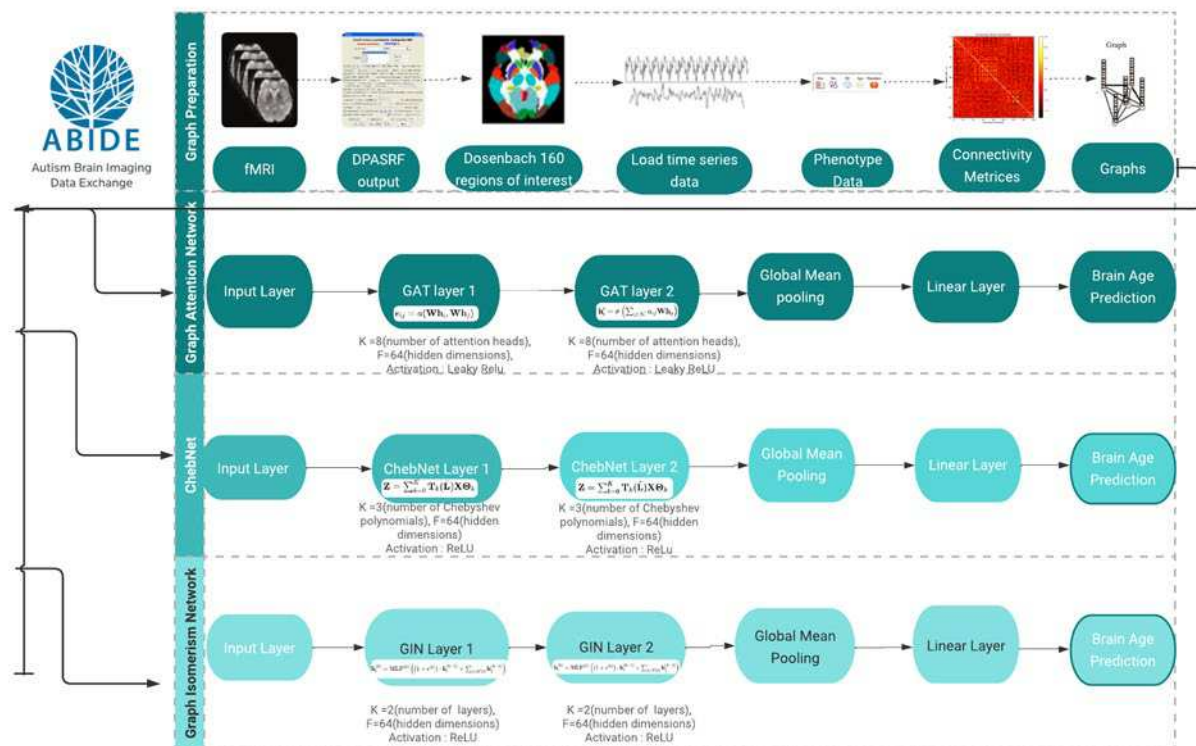 ABIDE
Autism Brain Imaging
Data Exchange
Graph Preparation
Graph
fMRI
DPASRF
output
Dosenbach 160
regions of interest
Load time series
data
Phenotype
Data
Connectivity
Metrices
Graphs
Graph Attention Network
Input Layer
GAT layer 1
GAT layer 2
Global Mean
pooling
Linear Layer
Brain Age
Prediction
K =8(number of attention heads),
F=64(hidden dimensions),
Activation : Leaky Relu
K =8(number of attention heads),
F=64(hidden dimensions)
Activation : Leaky ReLU
ChebNet
Input Layer
ChebNet Layer 1
ChebNet Layer 2
Global Mean
Pooling
Linear Layer
Brain Age
Prediction
K =3(number of Chebyshev
polynomials), F=64(hidden
dimensions)
Activation : ReLU
K =3(number of Chebyshev
polynomials), F=64(hidden
dimensions)
Activation : ReLu
Graph Isomerism Network
Input Layer
GIN Layer 1
GIN Layer 2
Global Mean
Pooling
Linear Layer
Brain Age
Prediction
K =2(number of layers),
F=64(hidden dimensions)
Activation : ReLU
K =2(number of layers),
F=64(hidden dimensions)
Activation : ReLU